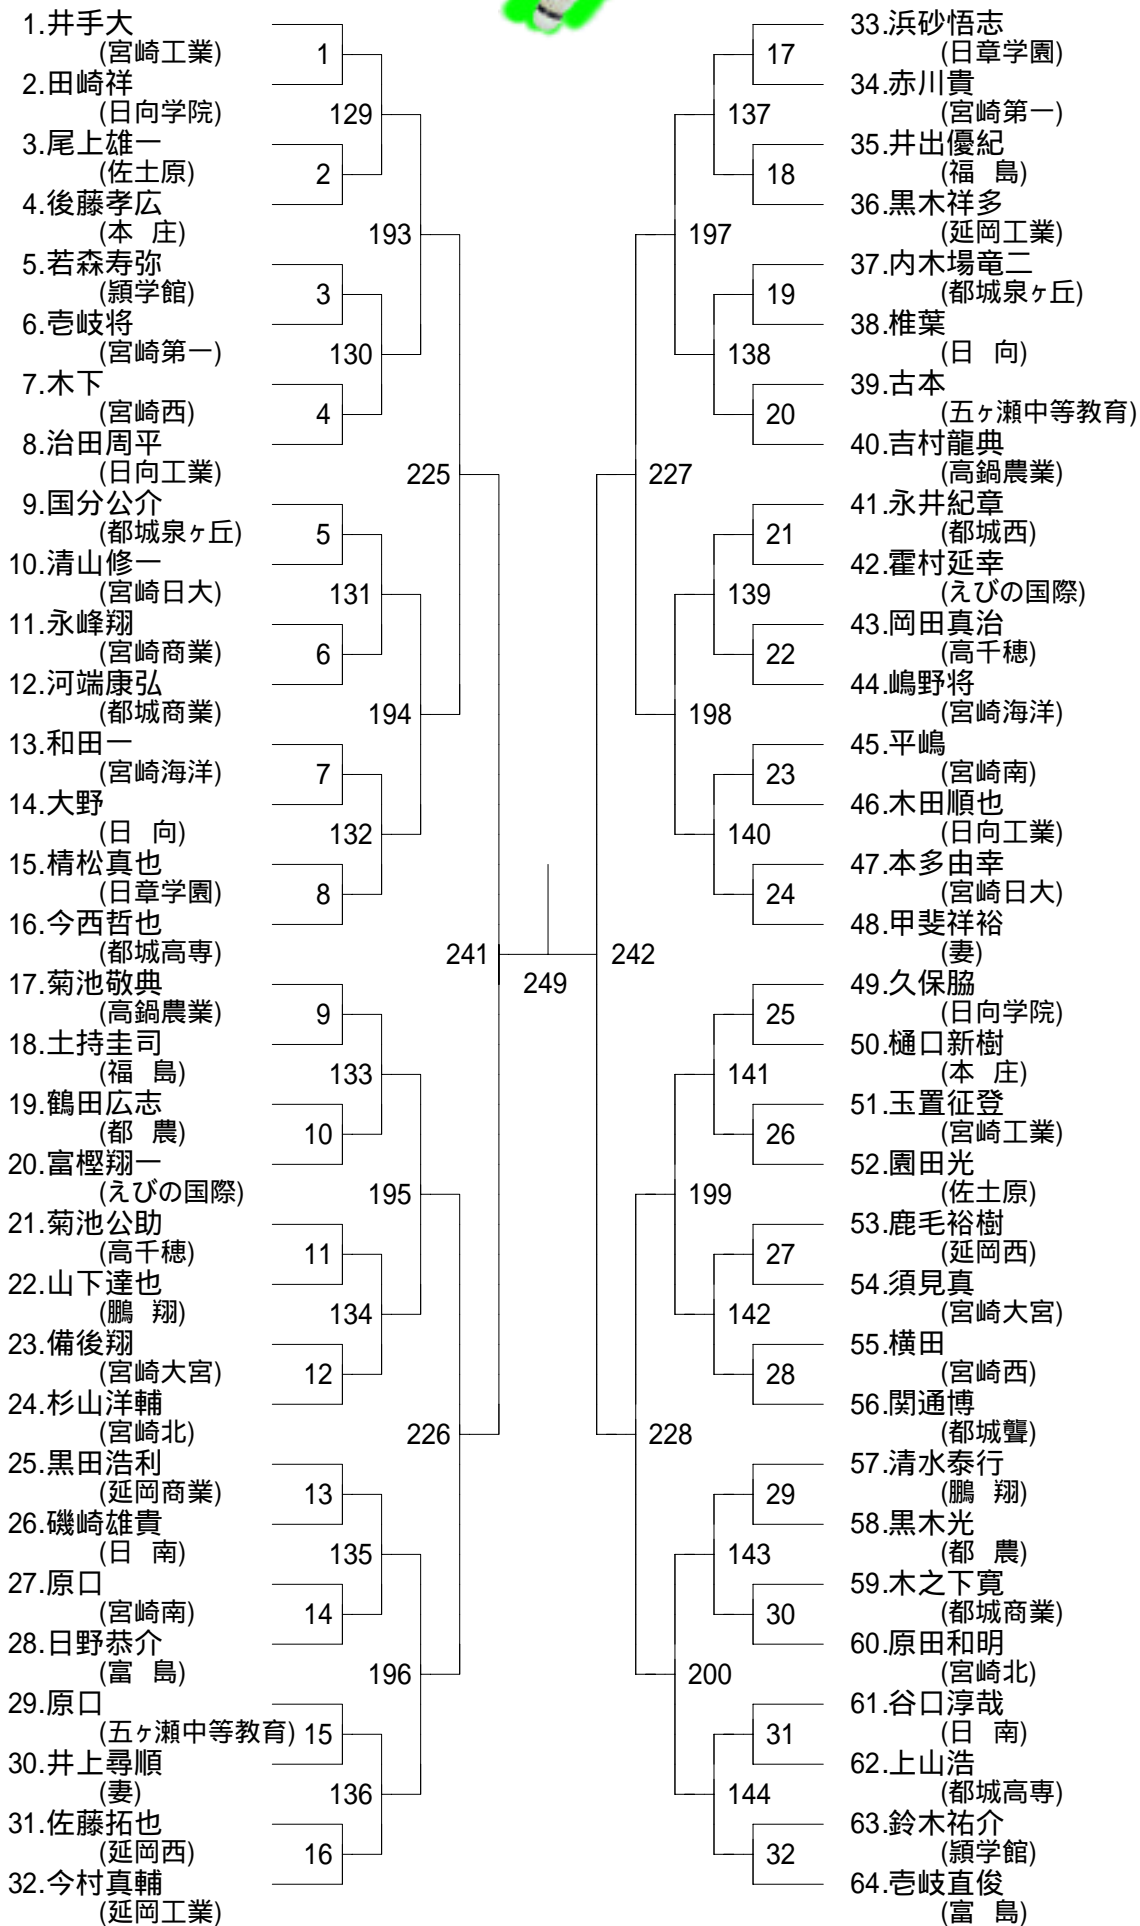 1.井手大
(宮崎工業)
2.田崎祥
(日向学院)
3.尾上雄一
(佐土原)
4.後藤孝広
(本 庄)
5.若森寿弥
(頴学館)
6.壱岐将
(宮崎第一)
7.木下
(宮崎西)
8.治田周平
(日向工業)
9.国分公介
(都城泉ヶ丘)
10.清山修一
(宮崎日大)
11.永峰翔
(宮崎商業)
12.河端康弘
(都城商業)
13.和田一
(宮崎海洋)
14.大野
(日 向)
15.楕松真也
(日章学園)
16.今西哲也
(都城高専)
17.菊池敬典
(高鍋農業)
18.土持圭司
(福 島)
19.鶴田広志
(都 農)
20.富樫翔一
(えびの国際)
21.菊池公助
(高千穂)
22.山下達也
(鵬 翔)
23.備後翔
(宮崎大宮)
24.杉山洋輔
(宮崎北)
25.黒田浩利
(延岡商業)
26.磯崎雄貴
(日 南)
27.原口
(宮崎南)
28.日野恭介
(富 島)
29.原口
(五ヶ瀬中等教育)
30.井上尋順
(妻)
31.佐藤拓也
(延岡西)
32.今村真輔
(延岡工業)
1
2
3
4
5
6
7
8
9
10
11
12
13
14
15
16
129
130
131
132
133
134
135
136
193
194
195
196
225
226
241
249
242
227
228
197
198
199
200
137
138
139
140
141
142
143
144
17
18
19
20
21
22
23
24
25
26
27
28
29
30
31
32
33.浜砂悟志
(日章学園)
34.赤川貴
(宮崎第一)
35.井出優紀
(福 島)
36.黒木祥多
(延岡工業)
37.内木場竜二
(都城泉ヶ丘)
38.椎葉
(日 向)
39.古本
(五ヶ瀬中等教育)
40.吉村龍典
(高鍋農業)
41.永井紀章
(都城西)
42.霍村延幸
(えびの国際)
43.岡田真治
(高千穂)
44.嶋野将
(宮崎海洋)
45.平嶋
(宮崎南)
46.木田順也
(日向工業)
47.本多由幸
(宮崎日大)
48.甲斐祥裕
(妻)
49.久保脇
(日向学院)
50.樋口新樹
(本 庄)
51.玉置征登
(宮崎工業)
52.園田光
(佐土原)
53.鹿毛裕樹
(延岡西)
54.須見真
(宮崎大宮)
55.横田
(宮崎西)
56.関通博
(都城聾)
57.清水泰行
(鵬 翔)
58.黒木光
(都 農)
59.木之下寛
(都城商業)
60.原田和明
(宮崎北)
61.谷口淳哉
(日 南)
62.上山浩
(都城高専)
63.鈴木祐介
(頴学館)
64.壱岐直俊
(富 島)